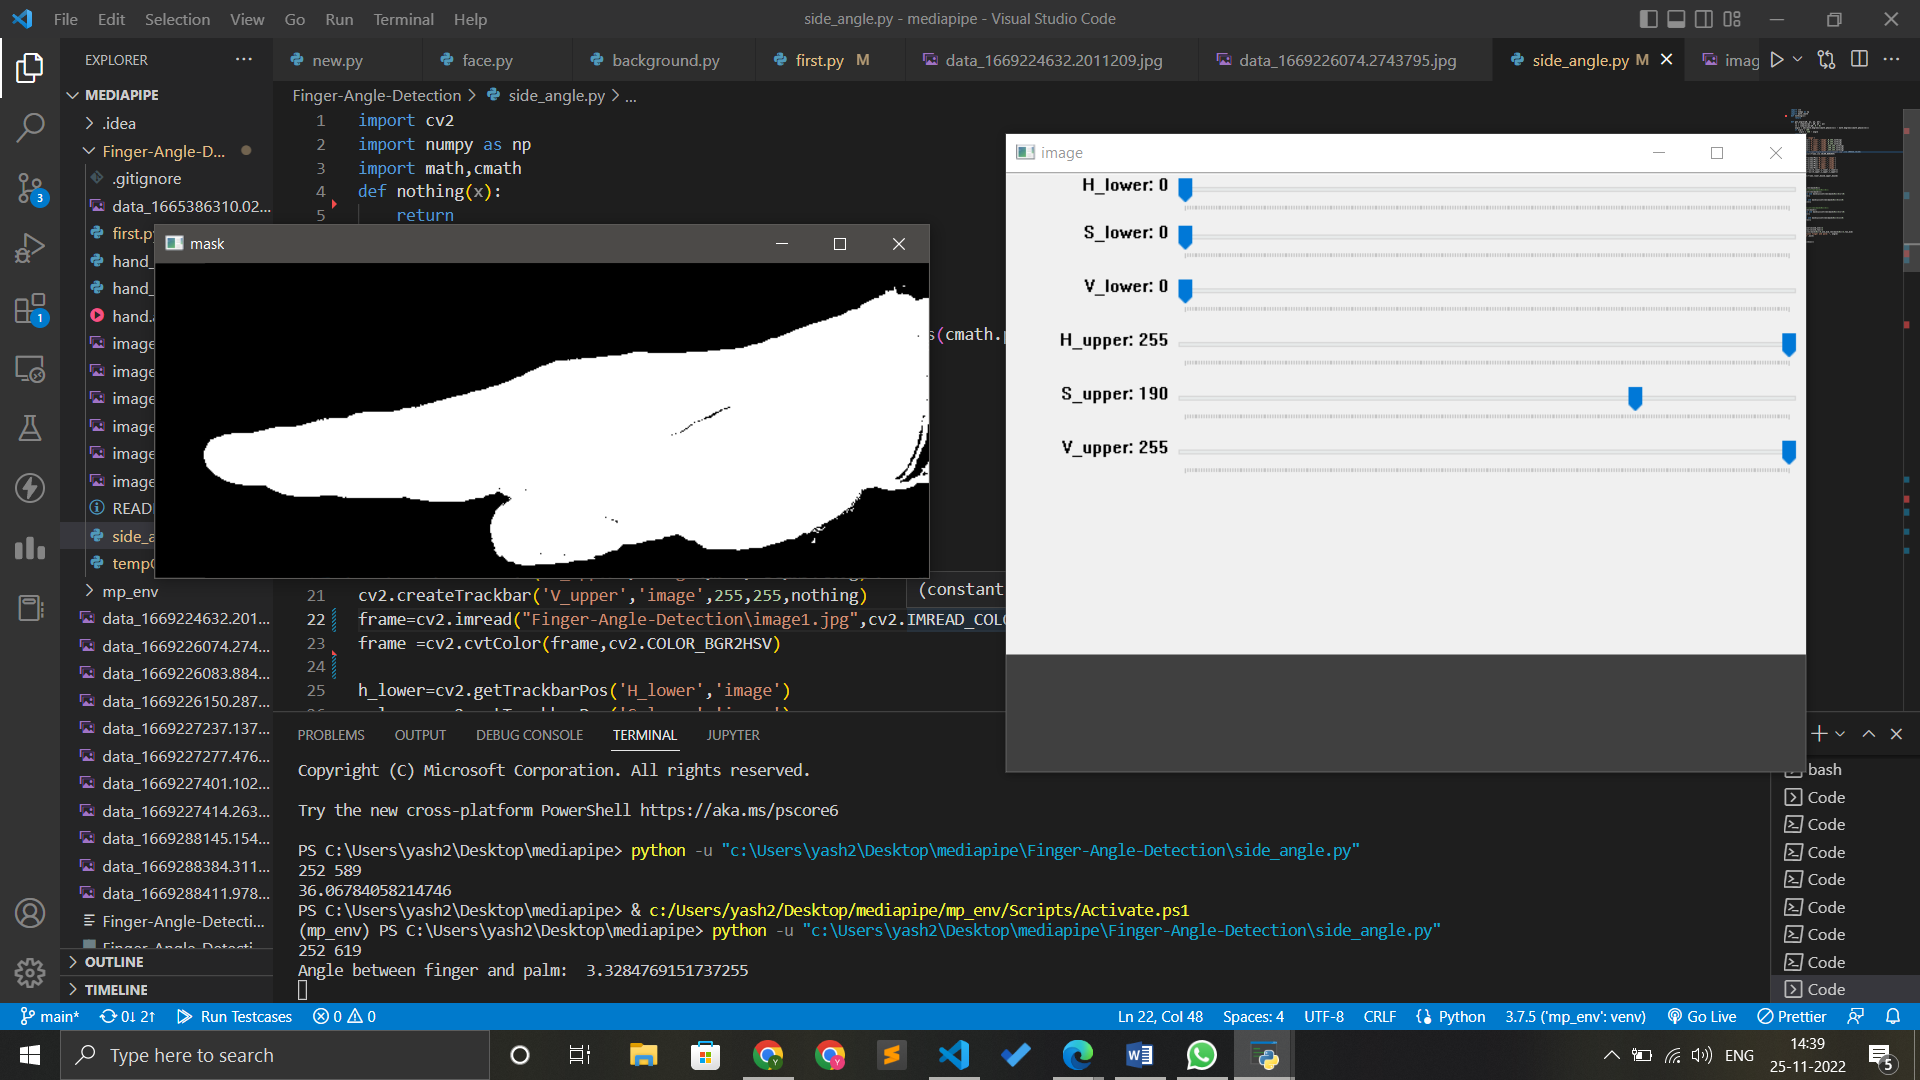 File Edit Selection View Go Run Terminal Help
side_angle.py - mediapipe - Visual Studio Code
EXPLORER
new.py
face.py
background.py
first.py M
data_1669224632.2011209.jpg
data_1669226074.2743795.jpg
side_angle.py M
imag
MEDIAPIPE
.idea
Finger-Angle-D...
.gitignore
data_1665386310.02...
first.py
hand_
hand_
hand.
image
image
image
image
image
image
READ
side_a
temp
mp_env
data_1669224632.201...
data_1669226074.274...
data_1669226083.884...
data_1669226150.287...
data_1669227237.137...
data_1669227277.476...
data_1669227401.102...
data_1669227414.263...
data_1669288145.154...
data_1669288384.311...
data_1669288411.978...
Finger-Angle-Detecti...
Finger-Angle-Detecti
OUTLINE
TIMELINE
3
1
Finger-Angle-Detection > side_angle.py > ...
1 import cv2
2 import numpy as np
3 import math,cmath
4 def nothing(x):
5 return
s(cmath.p
mask
21 cv2.createTrackbar('V_upper','image',255,255,nothing)
(constant
22 frame=cv2.imread("Finger-Angle-Detection\image1.jpg",cv2.IMREAD_COLO
23 frame =cv2.cvtColor(frame,cv2.COLOR_BGR2HSV)
24
25 h_lower=cv2.getTrackbarPos('H_lower','image')
image
H_lower: 0
S_lower: 0
V_lower: 0
H_upper: 255
S_upper: 190
V_upper: 255
PROBLEMS OUTPUT DEBUG CONSOLE TERMINAL JUPYTER
Copyright (C) Microsoft Corporation. All rights reserved.
Try the new cross-platform PowerShell https://aka.ms/pscore6
PS C:\Users\yash2\Desktop\mediapipe> python -u "c:\Users\yash2\Desktop\mediapipe\Finger-Angle-Detection\side_angle.py"
252 589
36.06784058214746
PS C:\Users\yash2\Desktop\mediapipe> & c:/Users/yash2/Desktop/mediapipe/mp_env/Scripts/Activate.ps1
(mp_env) PS C:\Users\yash2\Desktop\mediapipe> python -u "c:\Users\yash2\Desktop\mediapipe\Finger-Angle-Detection\side_angle.py"
252 619
Angle between finger and palm: 3.3284769151737255
bash
Code
Code
Code
Code
Code
Code
Code
Code
main* 0↓ 2↑ Run Testcases 0 0
Ln 22, Col 48 Spaces: 4 UTF-8 CRLF Python 3.7.5 ('mp_env': venv) Go Live Prettier
Type here to search
ENG
14:39
25-11-2022
5